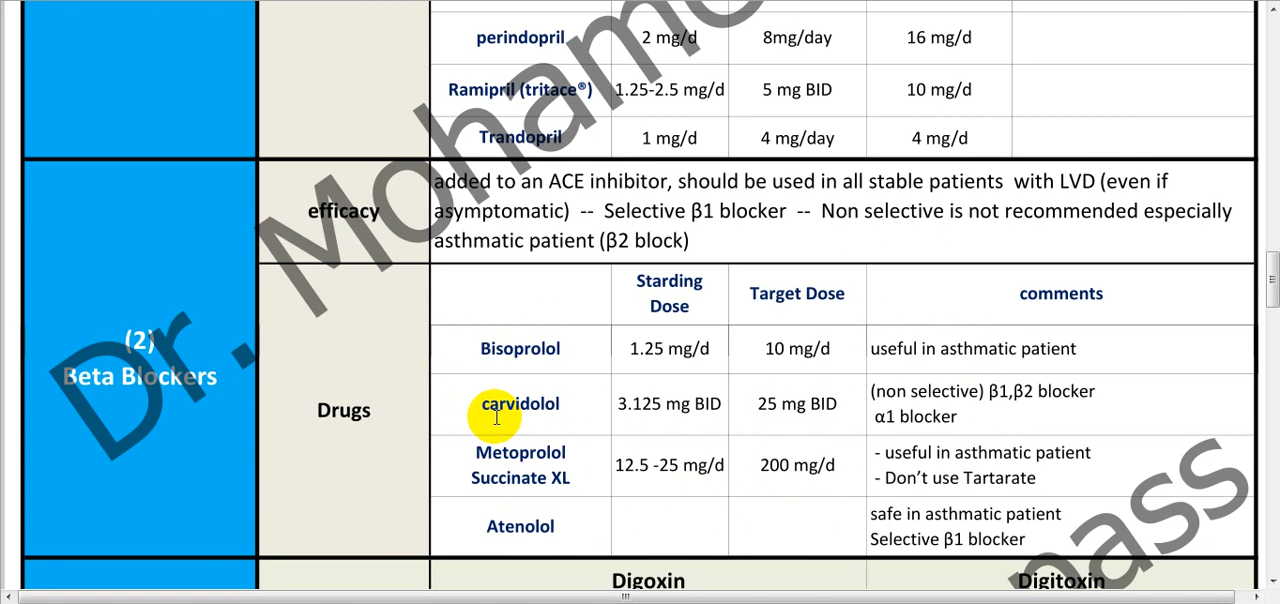 perindopril 2 mg/d 8mg/day 16 mg/d
Ramipril (tritace®) 1.25-2.5 mg/d 5 mg BID 10 mg/d
Trandopril 1 mg/d 4 mg/day 4 mg/d
(2)
Beta Blockers
efficacy
added to an ACE inhibitor, should be used in all stable patients with LVD (even if
asymptomatic) -- Selective β1 blocker -- Non selective is not recommended especially
asthmatic patient (β2 block)
Drugs
Starding
Dose
Target Dose
comments
Bisoprolol 1.25 mg/d 10 mg/d useful in asthmatic patient
carvidolol 3.125 mg BID 25 mg BID
(non selective) β1,β2 blocker
α1 blocker
Metoprolol
Succinate XL
12.5 -25 mg/d 200 mg/d
- useful in asthmatic patient
- Don't use Tartarate
Atenolol
safe in asthmatic patient
Selective β1 blocker
Digoxin Digitoxin
Dr. Mohame
pass